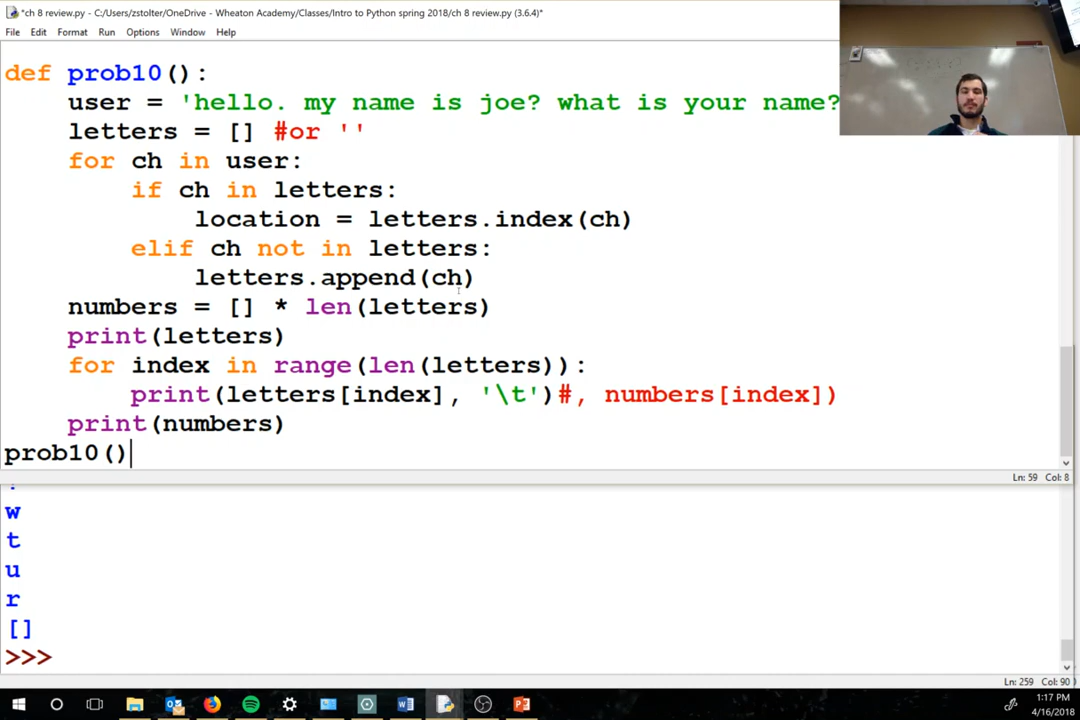 *ch 8 review.py - C:/Users/zstolter/OneDrive - Wheaton Academy/Classes/Intro to Python spring 2018/ch 8 review.py (3.6.4)*
File Edit Format Run Options Window Help
def prob10():
user = 'hello. my name is joe? what is your name?
letters = [] #or ''
for ch in user:
if ch in letters:
location = letters.index(ch)
elif ch not in letters:
letters.append(ch)
numbers = [] * len(letters)
print(letters)
for index in range(len(letters)):
print(letters[index], '\t')#, numbers[index])
print(numbers)
prob10()
Ln: 59 Col: 8
w
t
u
r
[]
>>>
Ln: 259 Col: 90
1:17 PM
4/16/2018